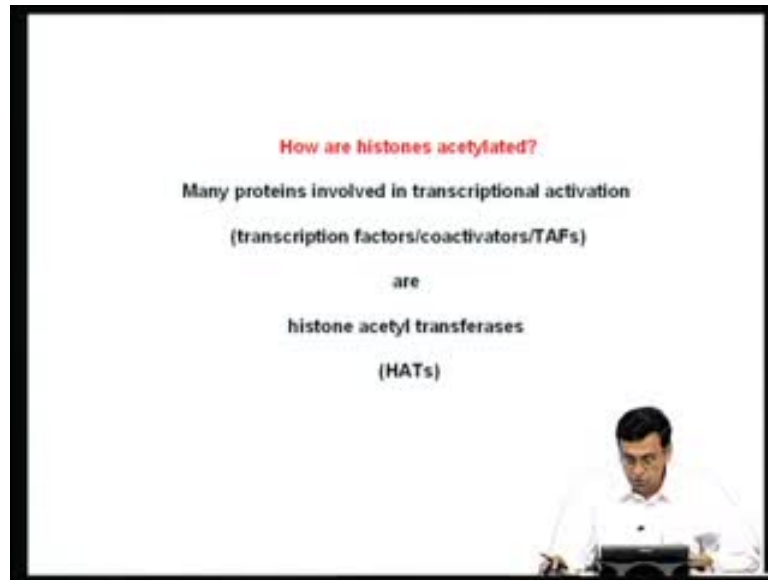 How are histones acetylated?
Many proteins involved in transcriptional activation
(transcription factors/coactivators/TAFs)
are
histone acetyl transferases
(HATs)